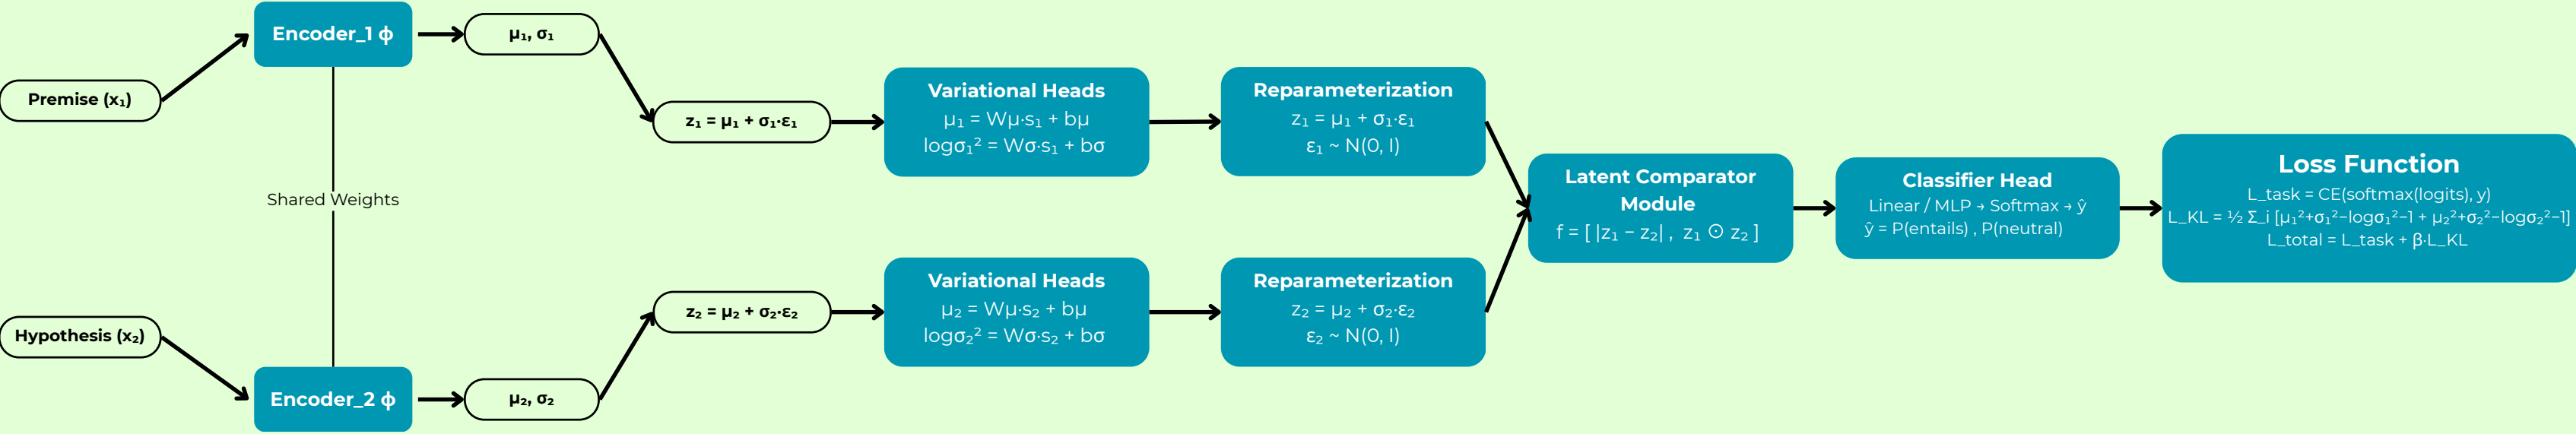 Premise (x₁)
Encoder_1 ϕ
μ₁, σ₁
z₁ = μ₁ + σ₁·ε₁
Variational Heads
μ₁ = Wμ·s₁ + bμ
logσ₁² = Wσ·s₁ + bσ
Reparameterization
z₁ = μ₁ + σ₁·ε₁
ε₁ ~ N(0, I)
Shared Weights
Hypothesis (x₂)
Encoder_2 ϕ
μ₂, σ₂
z₂ = μ₂ + σ₂·ε₂
Variational Heads
μ₂ = Wμ·s₂ + bμ
logσ₂² = Wσ·s₂ + bσ
Reparameterization
z₂ = μ₂ + σ₂·ε₂
ε₂ ~ N(0, I)
Latent Comparator
Module
f = [ |z₁ − z₂| , z₁ ⊙ z₂ ]
Classifier Head
Linear / MLP → Softmax → ŷ
ŷ = P(entails) , P(neutral)
Loss Function
L_task = CE(softmax(logits), y)
L_KL = ½ Σ_i [μ₁²+σ₁²−logσ₁²−1 + μ₂²+σ₂²−logσ₂²−1]
L_total = L_task + β·L_KL